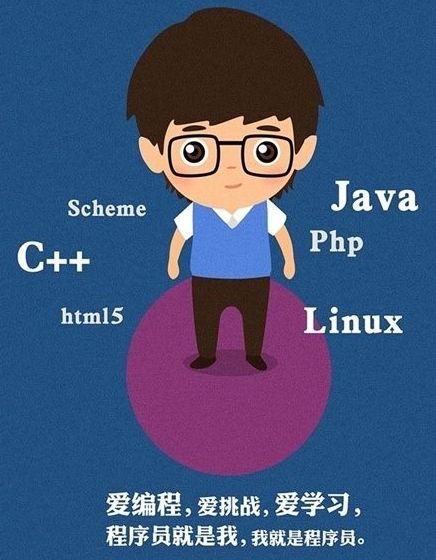 Scheme
Java
C++
Php
html5
Linux
爱编程，爱挑战，爱学习，
程序员就是我，我就是程序员。